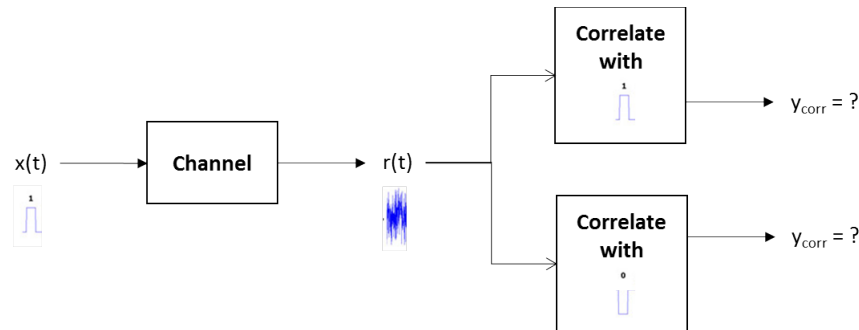 Correlate
with
1
y_corr = ?
x(t)
Channel
r(t)
1
Correlate
with
0
y_corr = ?